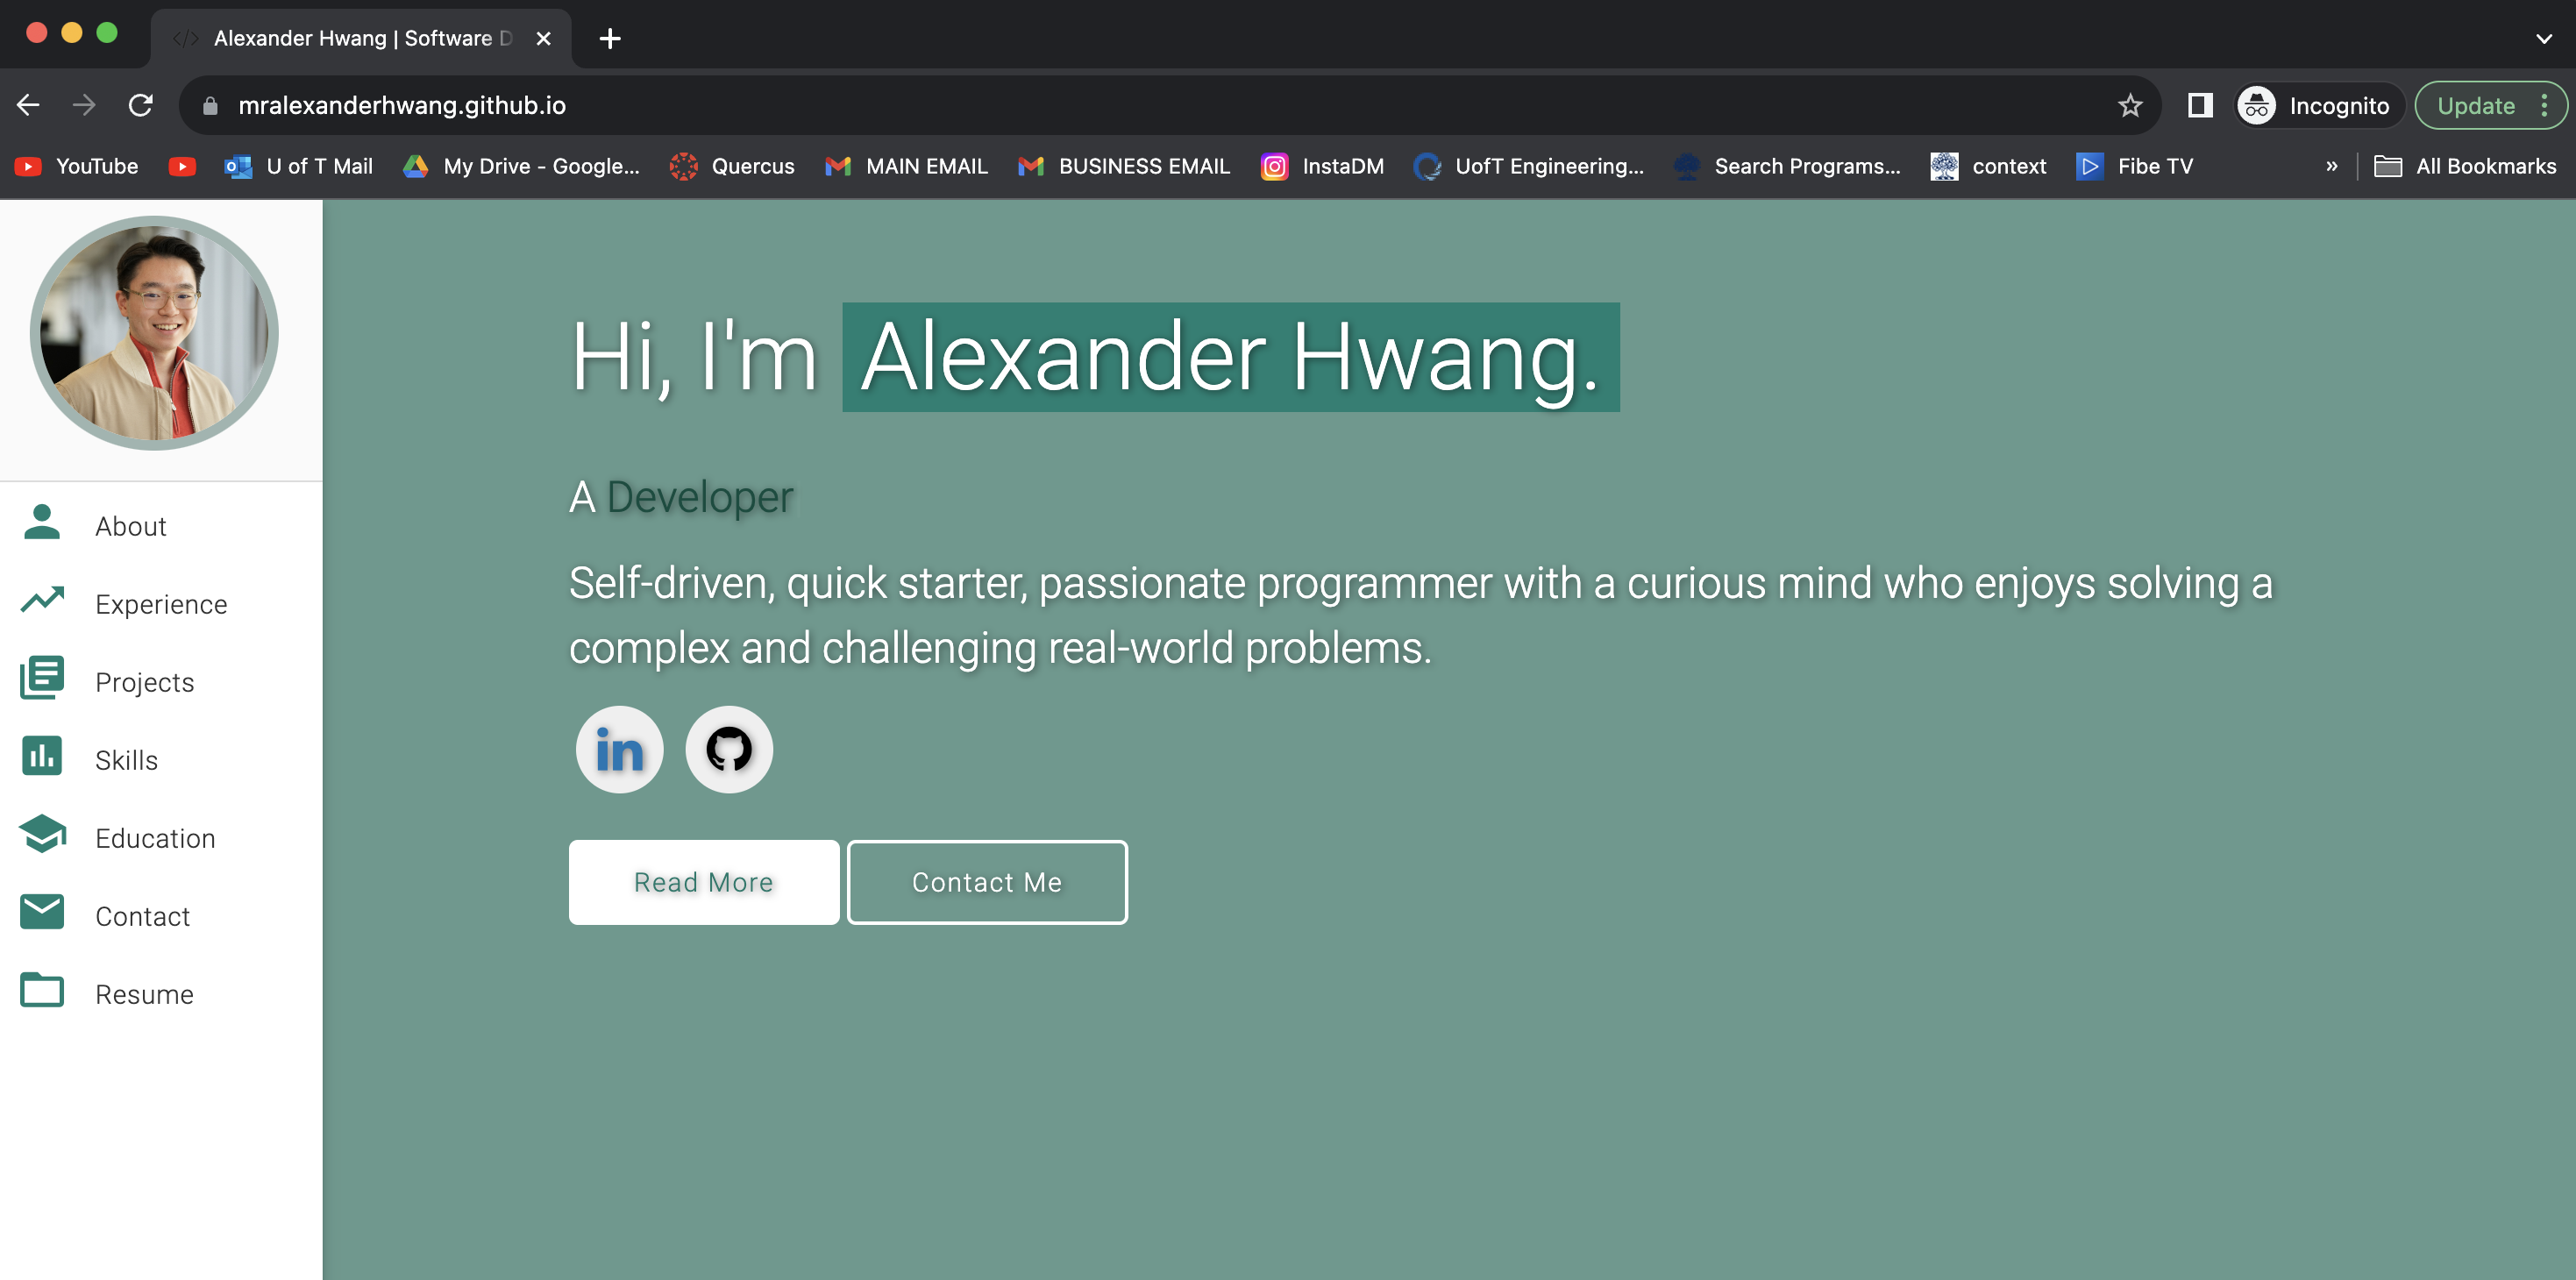 Alexander Hwang | Software D
mralexanderhwang.github.io
Incognito
Update
YouTube
U of T Mail
My Drive - Google...
Quercus
MAIN EMAIL
BUSINESS EMAIL
InstaDM
UofT Engineering...
Search Programs...
context
Fibe TV
»
All Bookmarks
About
Experience
Projects
Skills
Education
Contact
Resume
Hi, I'm Alexander Hwang.
A Developer
Self-driven, quick starter, passionate programmer with a curious mind who enjoys solving a
complex and challenging real-world problems.
in
Read More
Contact Me